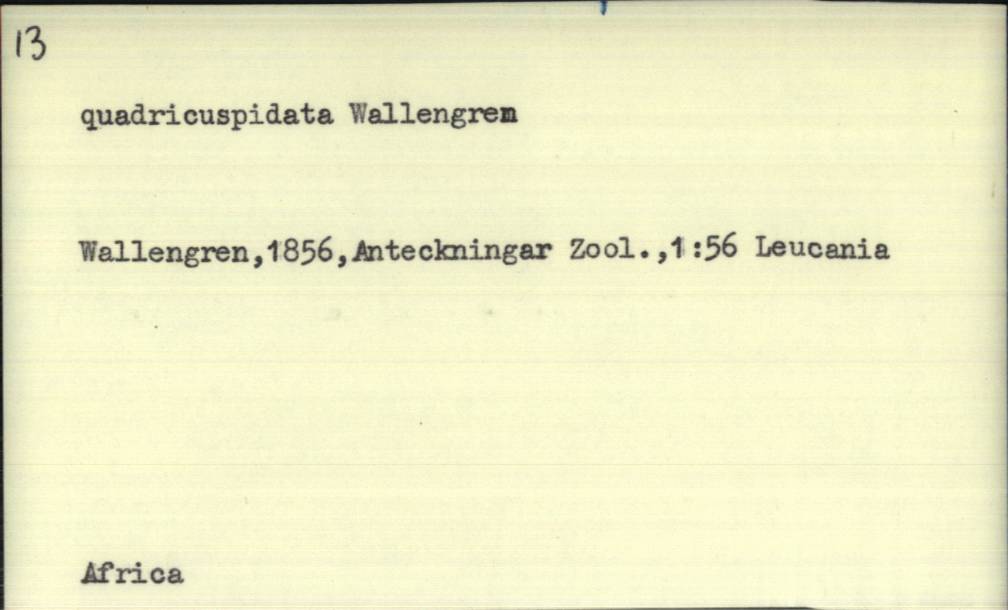 13
quadricuspidata Wallengren
Wallengren,1856,Anteckningar Zool.,1:56 Leucania
Africa